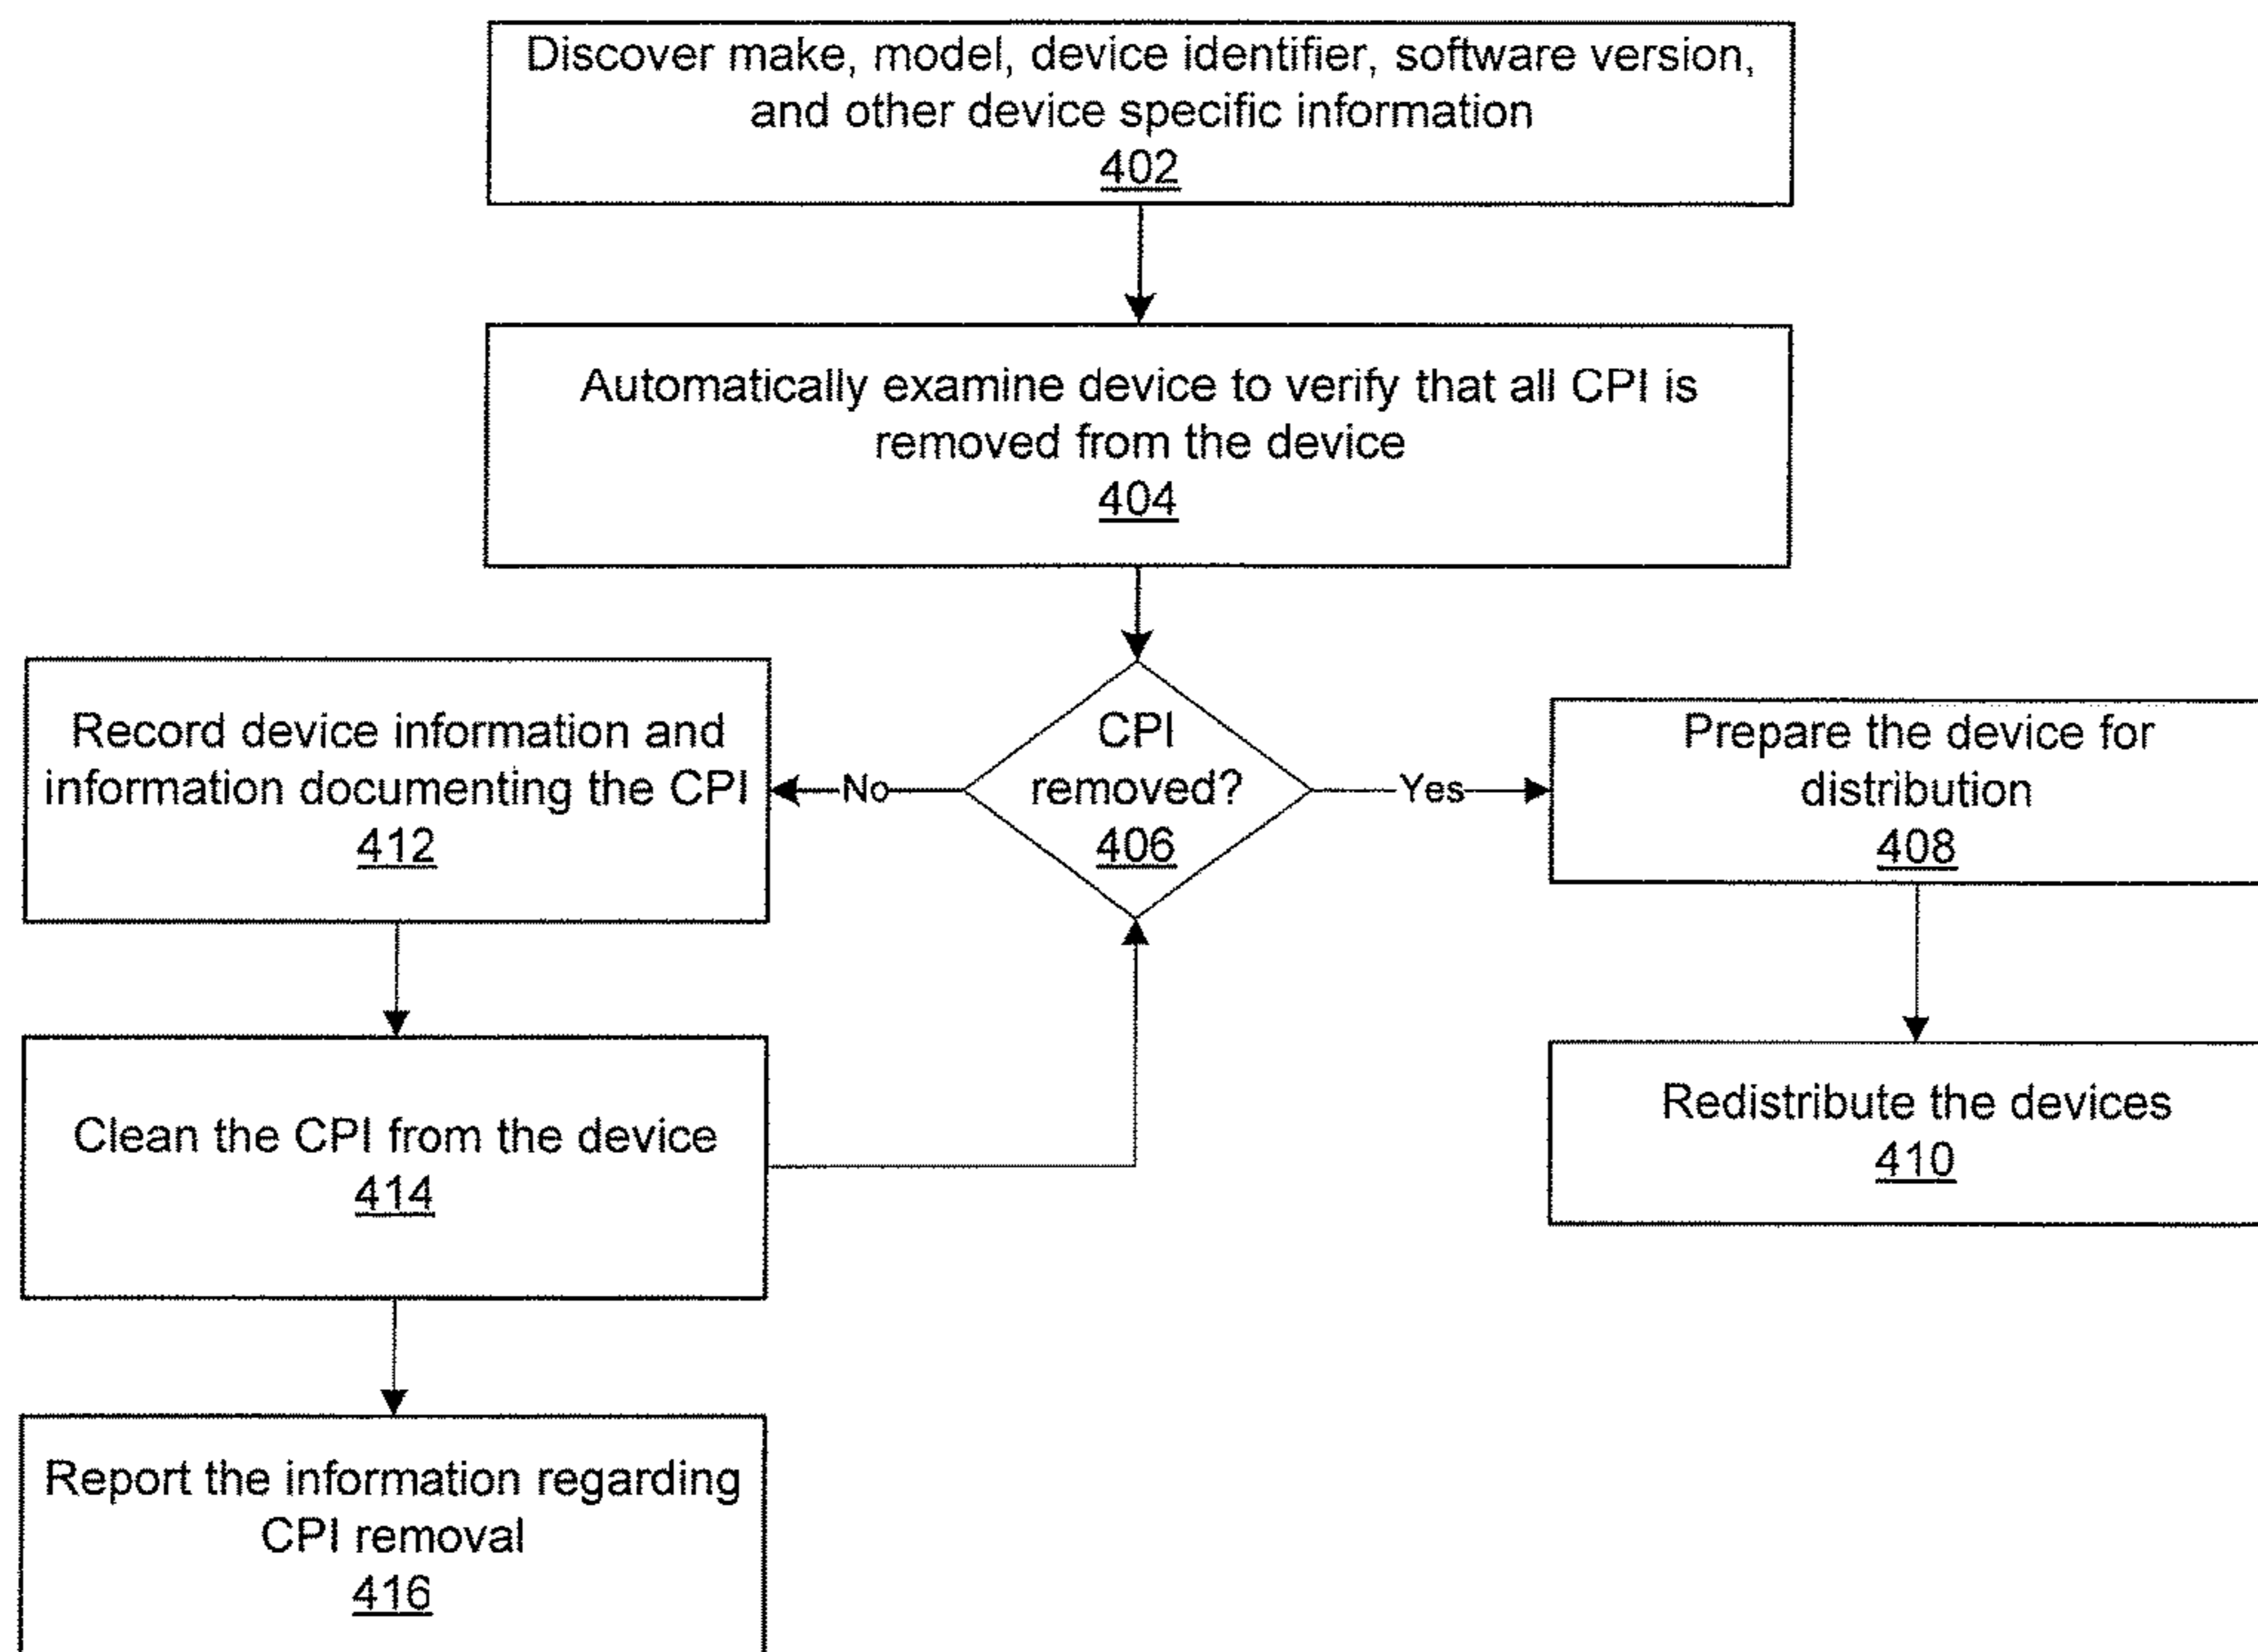 Discover make, model, device identifier, software version,
and other device specific information
402
Automatically examine device to verify that all CPI is
removed from the device
404
CPI
removed?
406
No
Yes
Record device information and
information documenting the CPI
412
Prepare the device for
distribution
408
Clean the CPI from the device
414
Redistribute the devices
410
Report the information regarding
CPI removal
416